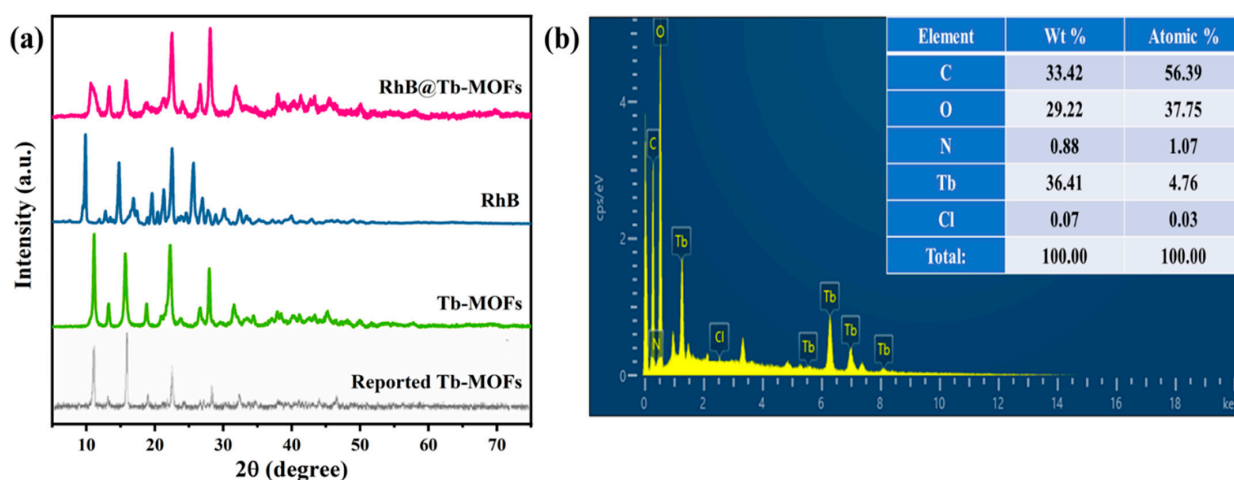 (a)
Intensity (a.u.)
RhB@Tb-MOFs
RhB
Tb-MOFs
Reported Tb-MOFs
10 20 30 40 50 60 70
2θ (degree)
(b)
cps/eV
4
2
0
O
C
N
Tb
Cl
Tb
Tb
Tb
Tb
0 2 4 6 8 10 12 14 16 18 ke
Element Wt % Atomic %
C 33.42 56.39
O 29.22 37.75
N 0.88 1.07
Tb 36.41 4.76
Cl 0.07 0.03
Total: 100.00 100.00